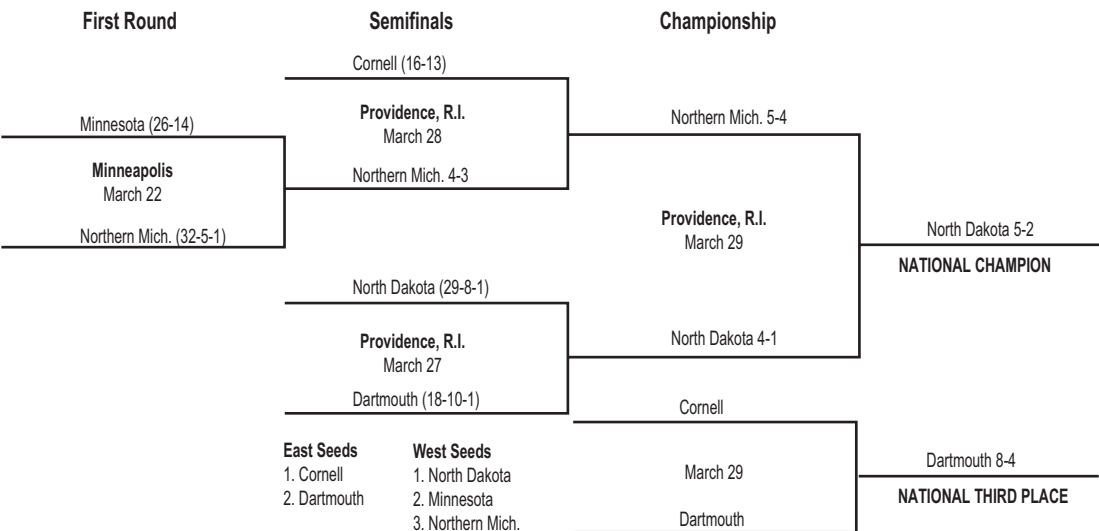 First Round
Semifinals
Championship
Cornell (16-13)
Providence, R.I.
March 28
Northern Mich. 5-4
Minnesota (26-14)
Minneapolis
March 22
Northern Mich. 4-3
Northern Mich. (32-5-1)
Providence, R.I.
March 29
North Dakota 5-2
NATIONAL CHAMPION
North Dakota (29-8-1)
Providence, R.I.
March 27
North Dakota 4-1
Dartmouth (18-10-1)
Cornell
East Seeds
1. Cornell
2. Dartmouth
West Seeds
1. North Dakota
2. Minnesota
3. Northern Mich.
March 29
Dartmouth 8-4
NATIONAL THIRD PLACE
Dartmouth